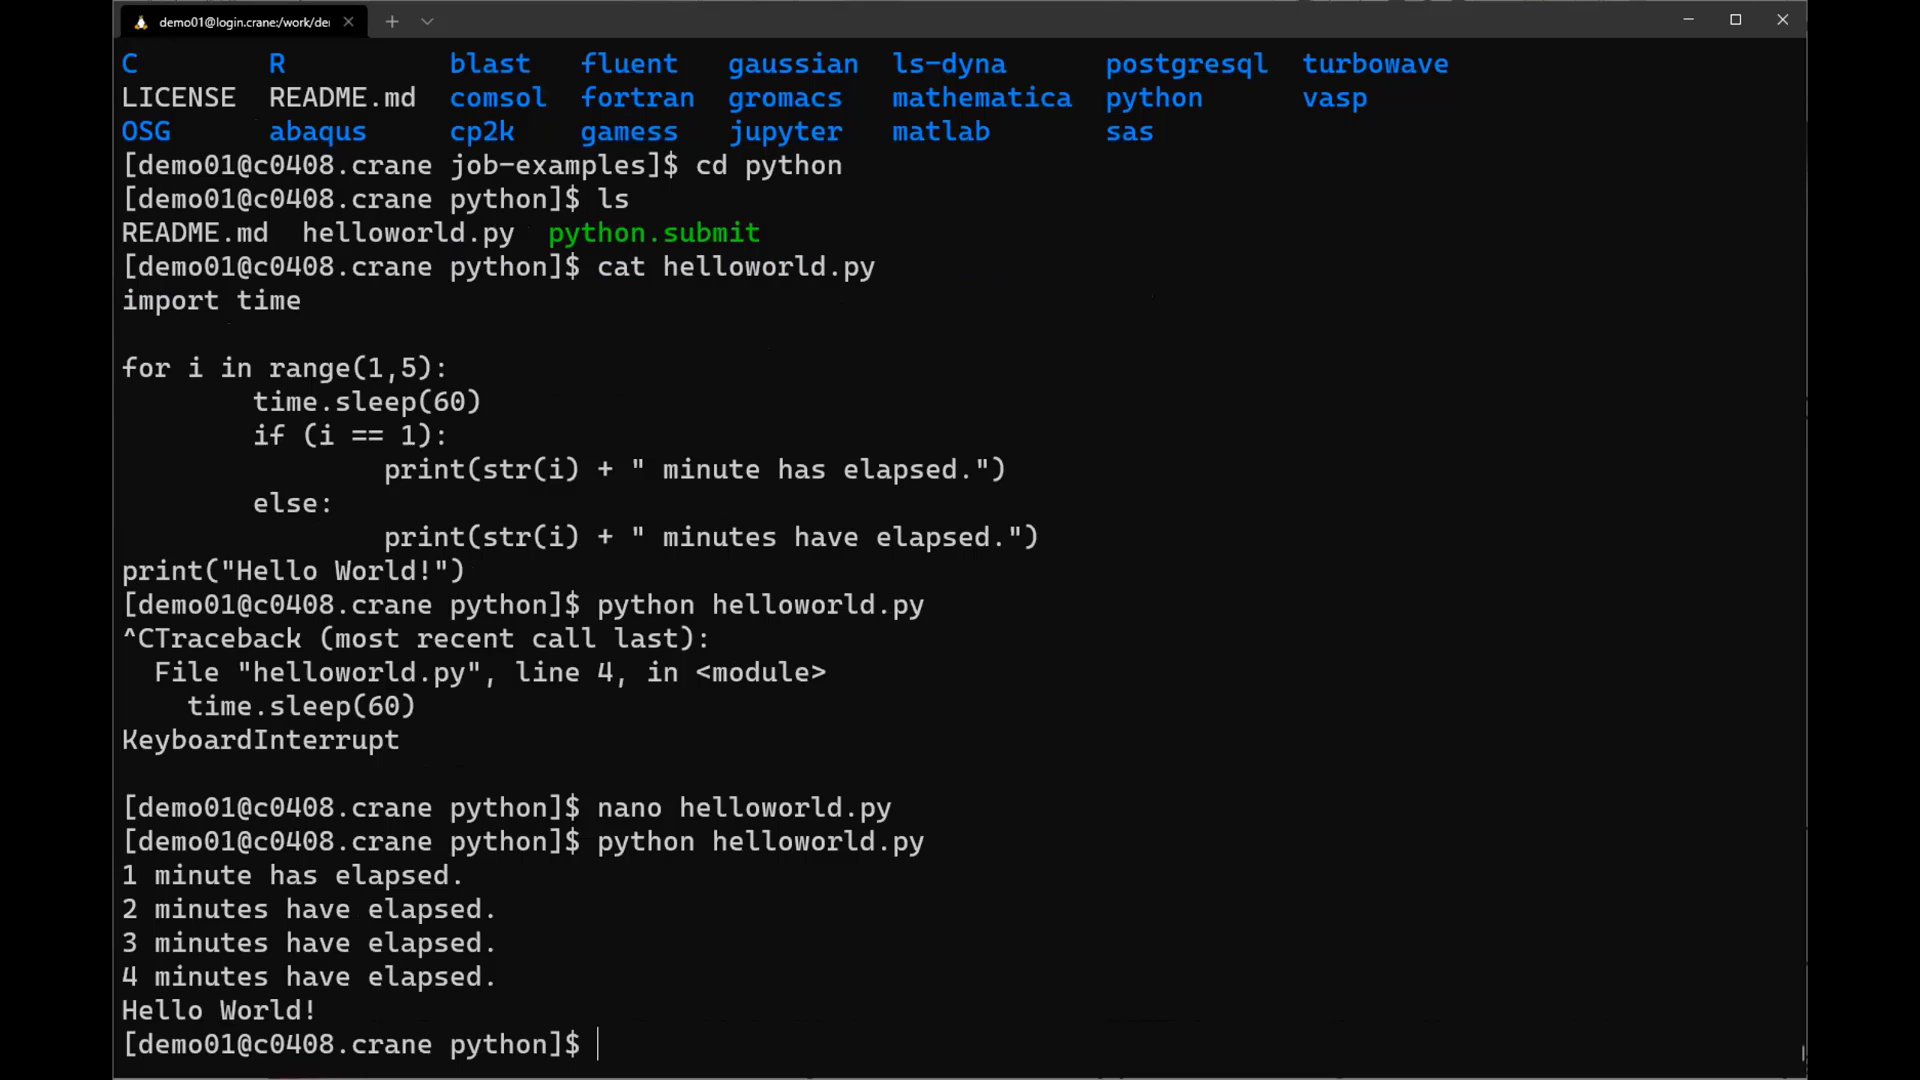 demo01@login.crane:/work/der
C R blast fluent gaussian ls-dyna postgresql turbowave
LICENSE README.md comsol fortran gromacs mathematica python vasp
OSG abaqus cp2k gamess jupyter matlab sas
[demo01@c0408.crane job-examples]$ cd python
[demo01@c0408.crane python]$ ls
README.md helloworld.py python.submit
[demo01@c0408.crane python]$ cat helloworld.py
import time
for i in range(1,5):
time.sleep(60)
if (i == 1):
print(str(i) + " minute has elapsed.")
else:
print(str(i) + " minutes have elapsed.")
print("Hello World!")
[demo01@c0408.crane python]$ python helloworld.py
^CTraceback (most recent call last):
File "helloworld.py", line 4, in <module>
time.sleep(60)
KeyboardInterrupt
[demo01@c0408.crane python]$ nano helloworld.py
[demo01@c0408.crane python]$ python helloworld.py
1 minute has elapsed.
2 minutes have elapsed.
3 minutes have elapsed.
4 minutes have elapsed.
Hello World!
[demo01@c0408.crane python]$